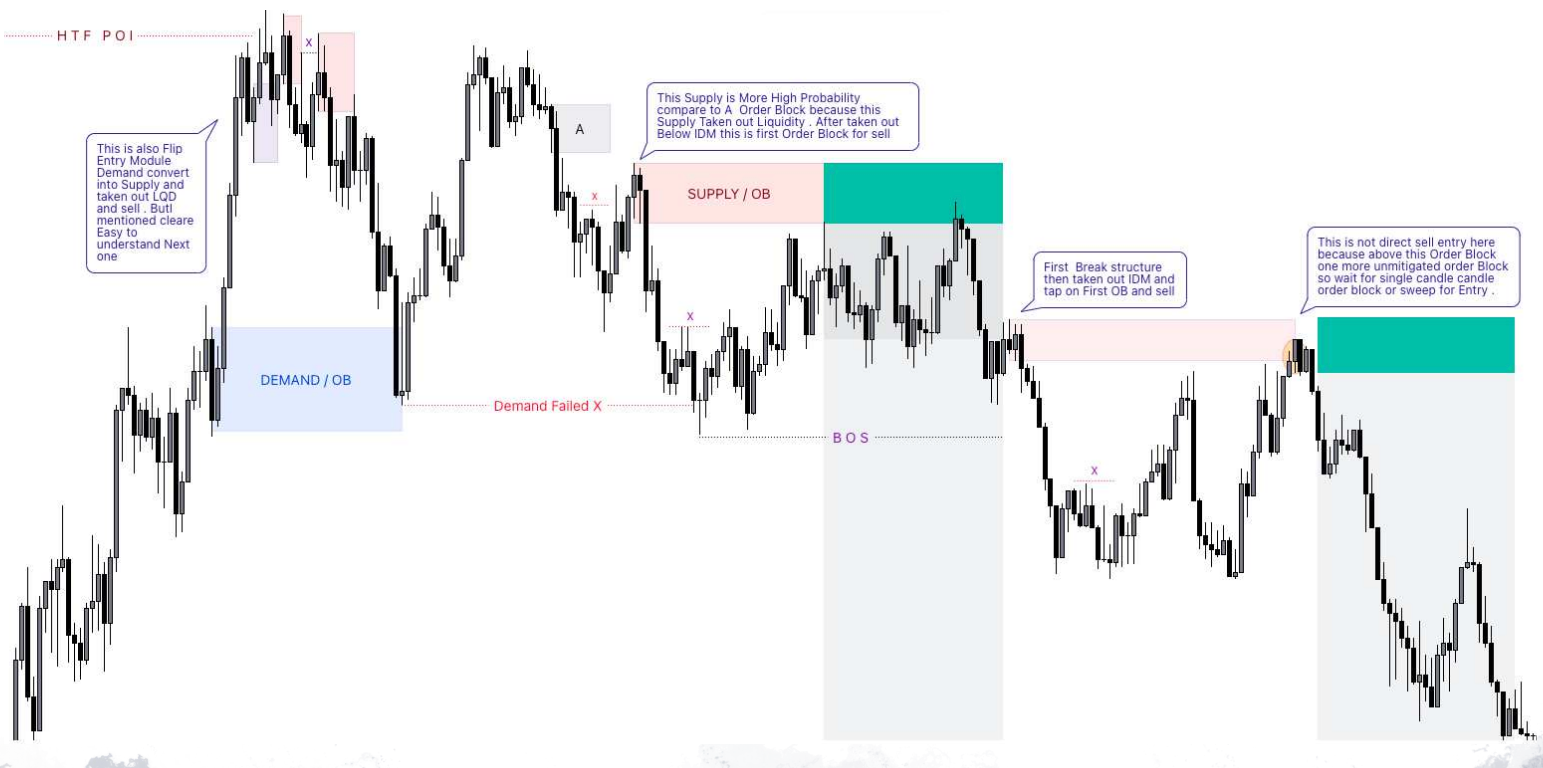 HTF POI
X
This is also Flip
Entry Module
Demand convert
into Supply and
taken out LQD
and sell . ButI
mentioned cleare
Easy to
understand Next
one
DEMAND / OB
Demand Failed X
A
X
This Supply is More High Probability
compare to A Order Block because this
Supply Taken out Liquidity . After taken out
Below IDM this is first Order Block for sell
SUPPLY / OB
X
BOS
First Break structure
then taken out IDM and
tap on First OB and sell
X
This is not direct sell entry here
because above this Order Block
one more unmitigated order Block
so wait for single candle candle
order block or sweep for Entry .